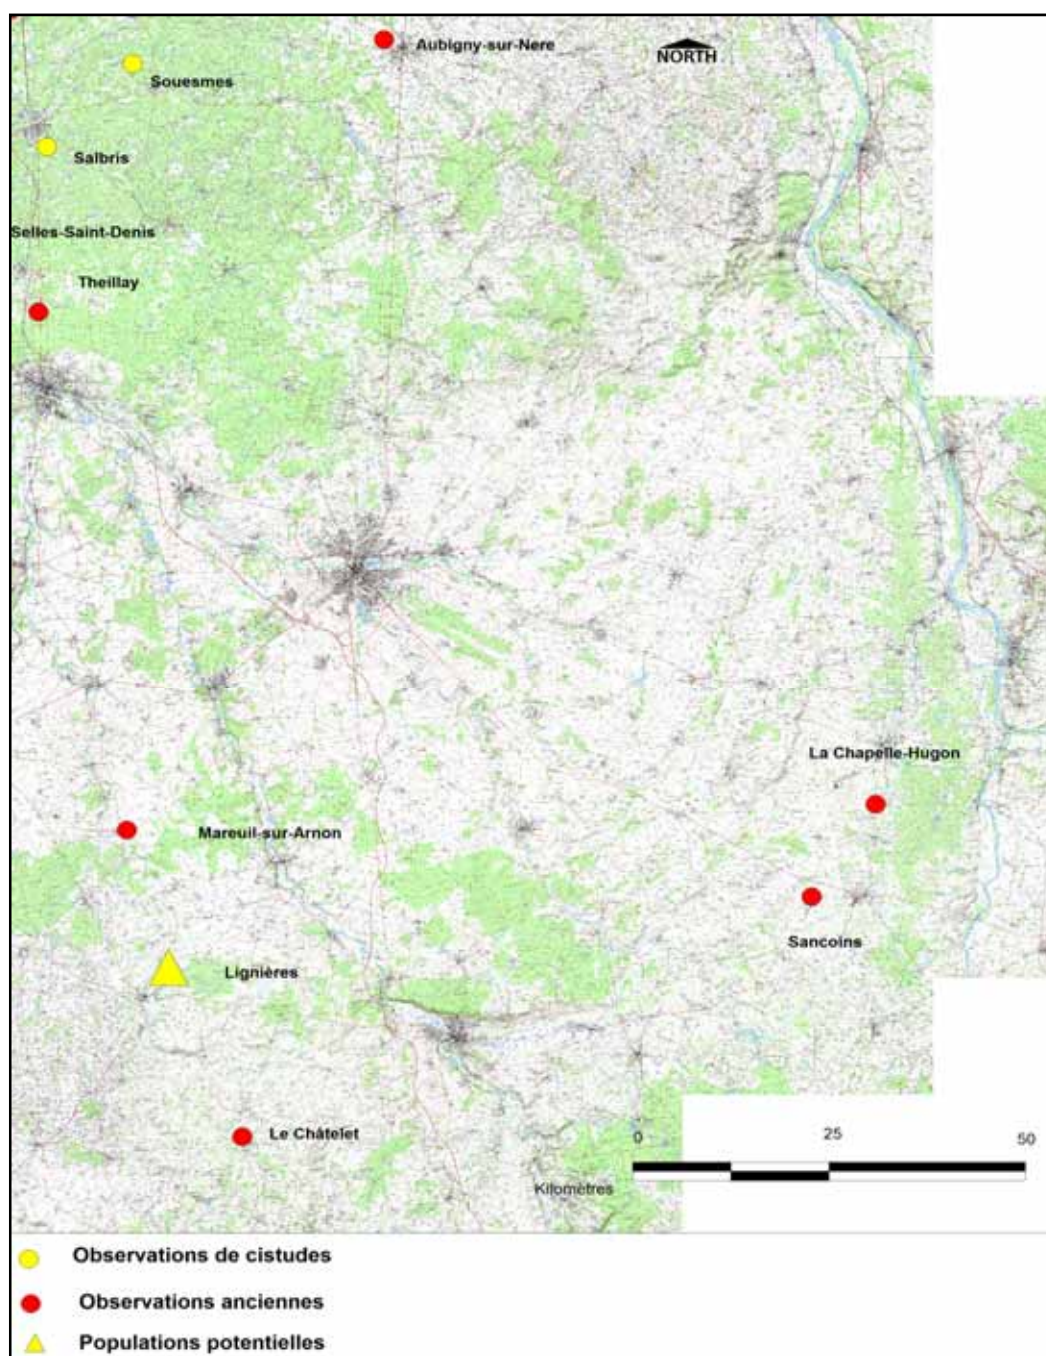 Aubigny-sur-Nere
NORTH
Souesmes
Salbris
Selles-Saint-Denis
Theillay
La Chapelle-Hugon
Mareuil-sur-Arnon
Sancoins
Lignières
Le Châtelet
0 25 50
Kilomètres
Observations de cistudes
Observations anciennes
Populations potentielles